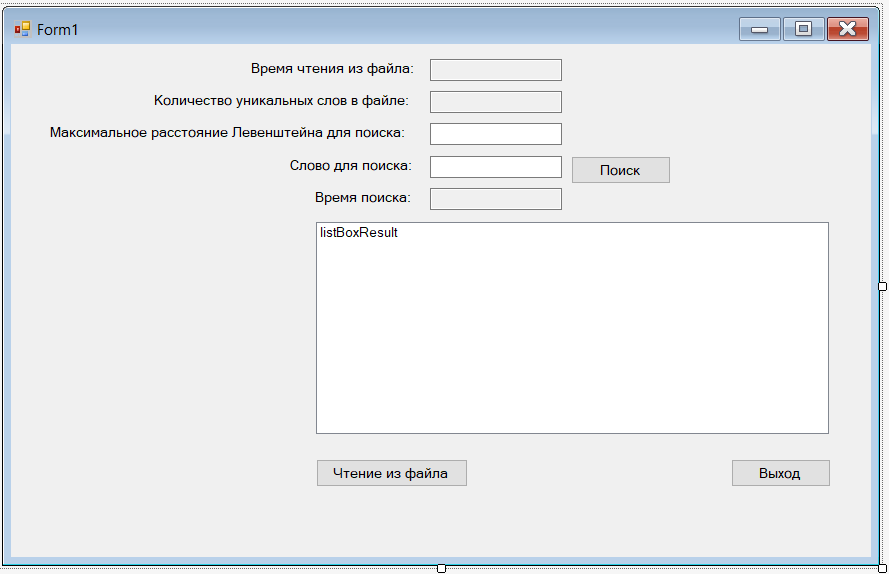 Form1
Время чтения из файла:
Количество уникальных слов в файле:
Максимальное расстояние Левенштейна для поиска:
Слово для поиска:
Поиск
Время поиска:
listBoxResult
Чтение из файла
Выход